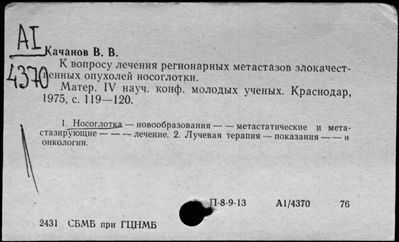 AI
4370
Качанов В. В.
К вопросу лечения регионарных метастазов злокачест-
венных опухолей носоглотки.
Матер. IV науч. конф. молодых ученых. Краснодар,
1975, с. 119—120.
1. Носоглотка — новообразования — — метастатические и мета-
стазирующие — — — лечение. 2. Лучевая терапия — показания — — и
онкологии.
П-8-9-13 А1/4370 76
2431 СБМБ при ГЦНМБ